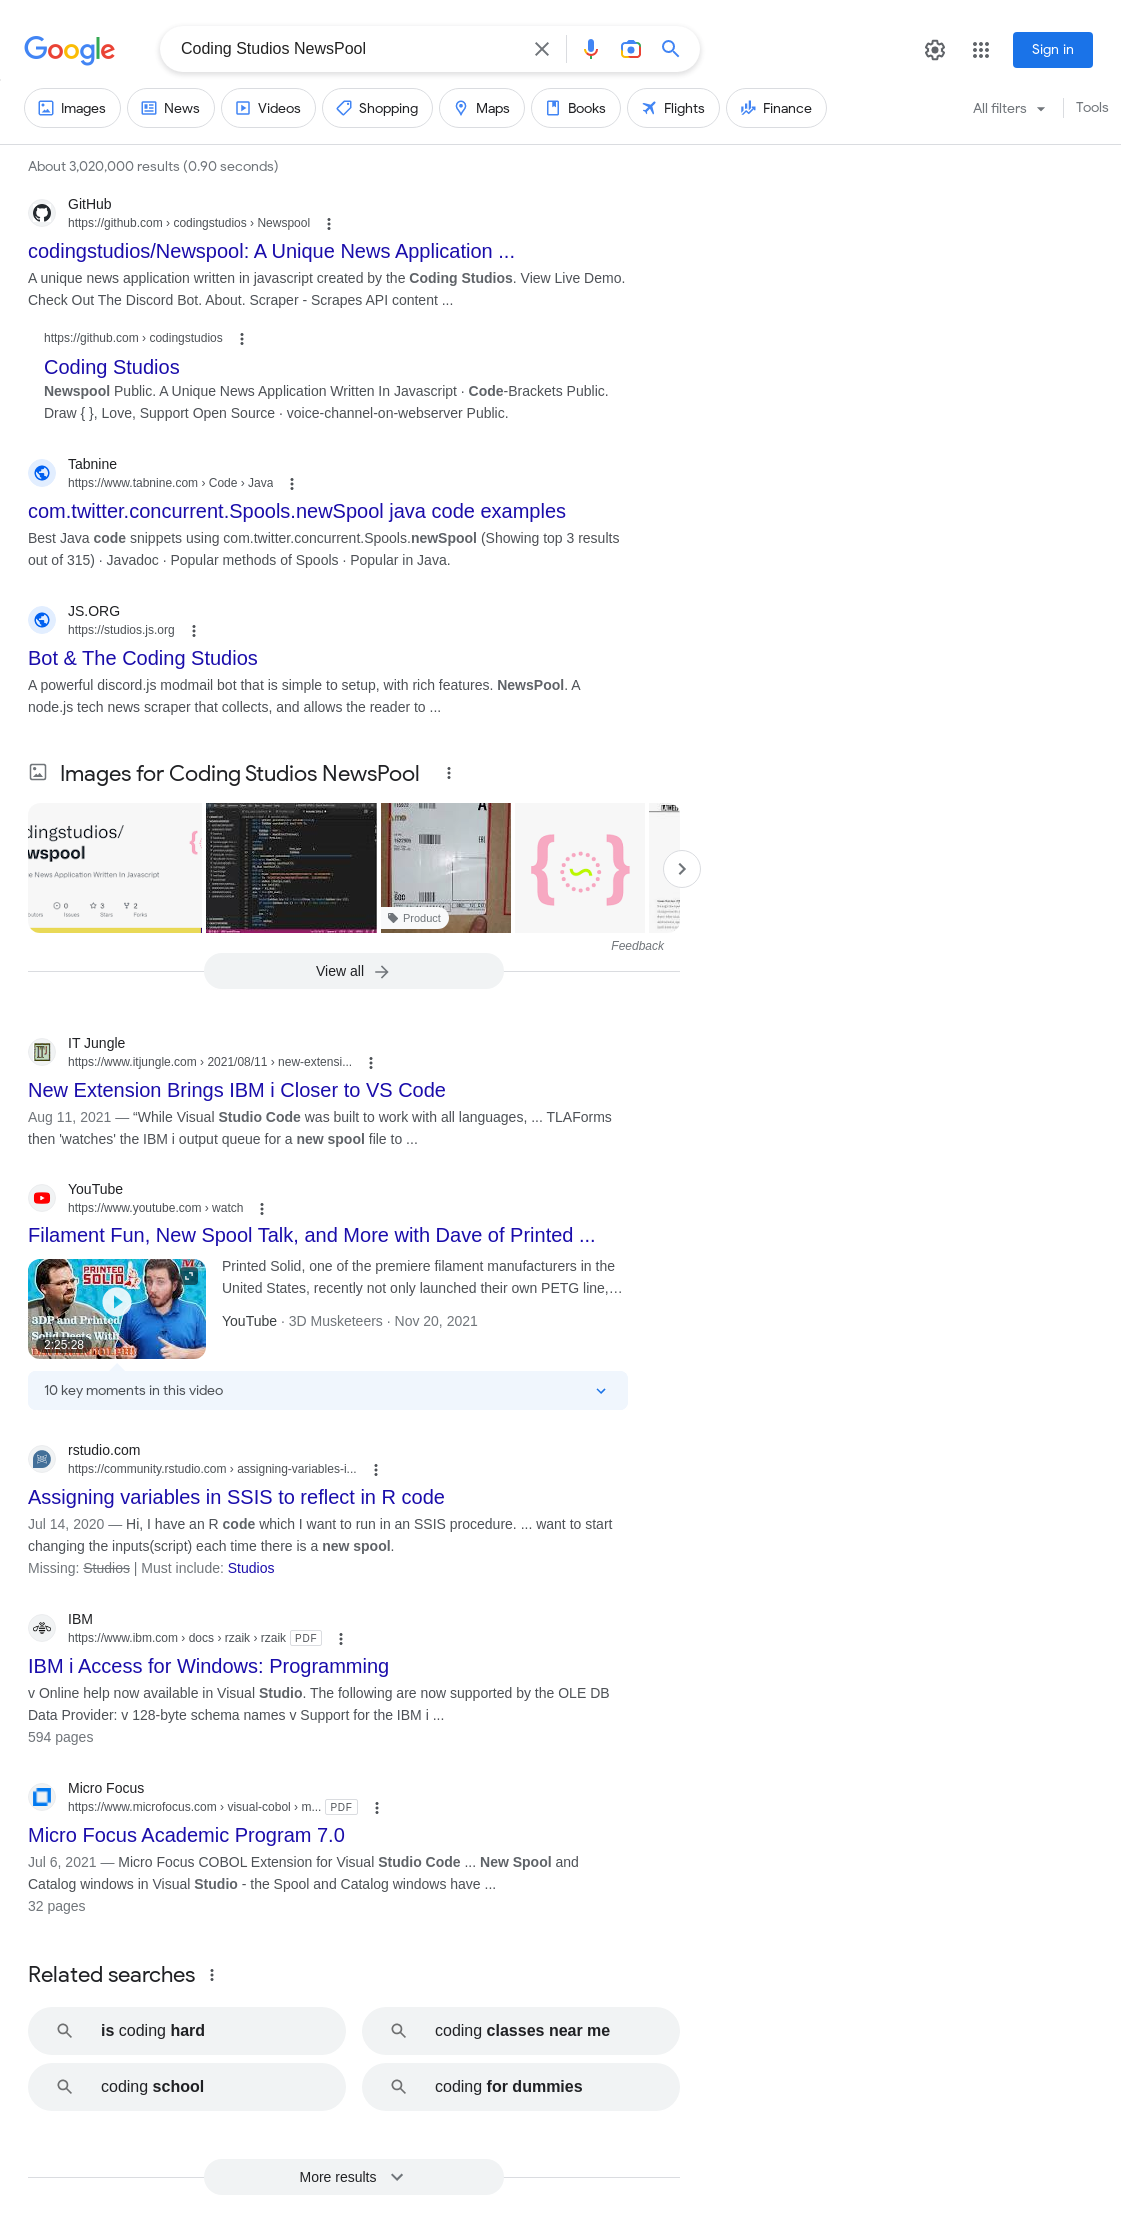 Google
Coding Studios NewsPool
Sign in
Images
News
Videos
Shopping
Maps
Books
Flights
Finance
All filters
Tools
About 3,020,000 results (0.90 seconds)
GitHub
https://github.com › codingstudios › Newspool
codingstudios/Newspool: A Unique News Application ...
A unique news application written in javascript created by the Coding Studios. View Live Demo.
Check Out The Discord Bot. About. Scraper - Scrapes API content ...
https://github.com › codingstudios
Coding Studios
Newspool Public. A Unique News Application Written In Javascript · Code-Brackets Public.
Draw { }, Love, Support Open Source · voice-channel-on-webserver Public.
Tabnine
https://www.tabnine.com › Code › Java
com.twitter.concurrent.Spools.newSpool java code examples
Best Java code snippets using com.twitter.concurrent.Spools.newSpool (Showing top 3 results
out of 315) · Javadoc · Popular methods of Spools · Popular in Java.
JS.ORG
https://studios.js.org
Bot & The Coding Studios
A powerful discord.js modmail bot that is simple to setup, with rich features. NewsPool. A
node.js tech news scraper that collects, and allows the reader to ...
Images for Coding Studios NewsPool
dingstudios/
wspool
e News Application Written In Javascript
0
3
2
Issues
Stars
Forks
Product
Feedback
View all
IT Jungle
https://www.itjungle.com › 2021/08/11 › new-extensi...
New Extension Brings IBM i Closer to VS Code
Aug 11, 2021 — “While Visual Studio Code was built to work with all languages, ... TLAForms
then 'watches' the IBM i output queue for a new spool file to ...
YouTube
https://www.youtube.com › watch
Filament Fun, New Spool Talk, and More with Dave of Printed ...
PRINTED
SOLID
3DP and Printed
Solid Deets With
2:25:28
Printed Solid, one of the premiere filament manufacturers in the
United States, recently not only launched their own PETG line,...
YouTube · 3D Musketeers · Nov 20, 2021
10 key moments in this video
rstudio.com
https://community.rstudio.com › assigning-variables-i...
Assigning variables in SSIS to reflect in R code
Jul 14, 2020 — Hi, I have an R code which I want to run in an SSIS procedure. ... want to start
changing the inputs(script) each time there is a new spool.
Missing: Studios | Must include: Studios
IBM
https://www.ibm.com › docs › rzaik › rzaik PDF
IBM i Access for Windows: Programming
v Online help now available in Visual Studio. The following are now supported by the OLE DB
Data Provider: v 128-byte schema names v Support for the IBM i ...
594 pages
Micro Focus
https://www.microfocus.com › visual-cobol › m... PDF
Micro Focus Academic Program 7.0
Jul 6, 2021 — Micro Focus COBOL Extension for Visual Studio Code ... New Spool and
Catalog windows in Visual Studio - the Spool and Catalog windows have ...
32 pages
Related searches
is coding hard
coding classes near me
coding school
coding for dummies
More results